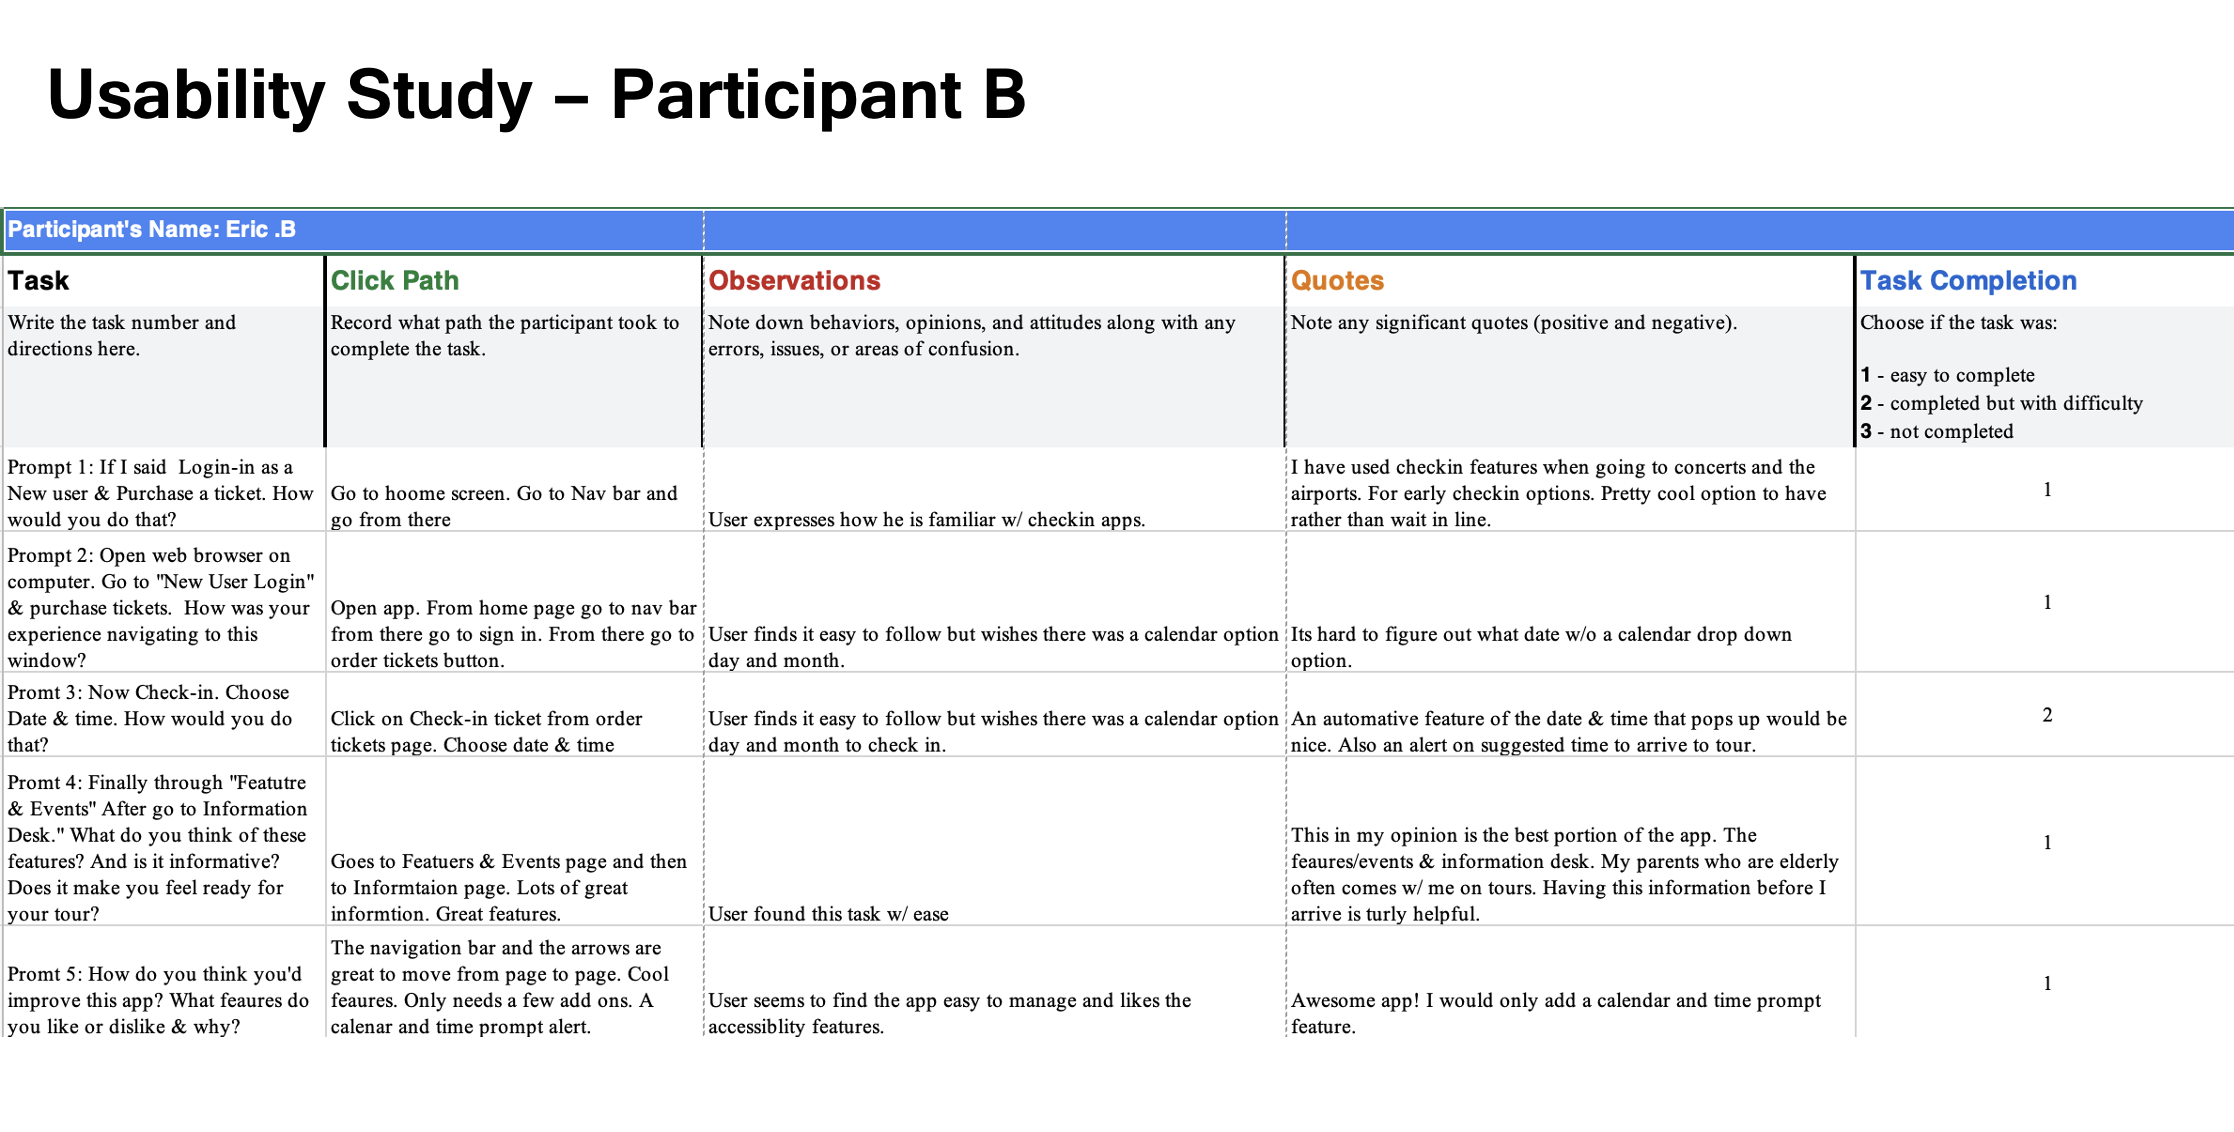 Usability Study – Participant B
Participant's Name: Eric .B
Task
Click Path
Observations
Quotes
Task Completion
Write the task number and
directions here.
Record what path the participant took to
complete the task.
Note down behaviors, opinions, and attitudes along with any
errors, issues, or areas of confusion.
Note any significant quotes (positive and negative).
Choose if the task was:
1 - easy to complete
2 - completed but with difficulty
3 - not completed
Prompt 1: If I said  Login-in as a
New user & Purchase a ticket. How
would you do that?
Go to hoome screen. Go to Nav bar and
go from there
User expresses how he is familiar w/ checkin apps.
I have used checkin features when going to concerts and the
airports. For early checkin options. Pretty cool option to have
rather than wait in line.
1
Prompt 2: Open web browser on
computer. Go to "New User Login"
& purchase tickets.  How was your
experience navigating to this
window?
Open app. From home page go to nav bar
from there go to sign in. From there go to
order tickets button.
User finds it easy to follow but wishes there was a calendar option
day and month.
Its hard to figure out what date w/o a calendar drop down
option.
1
Promt 3: Now Check-in. Choose
Date & time. How would you do
that?
Click on Check-in ticket from order
tickets page. Choose date & time
User finds it easy to follow but wishes there was a calendar option
day and month to check in.
An automative feature of the date & time that pops up would be
nice. Also an alert on suggested time to arrive to tour.
2
Promt 4: Finally through "Featutre
& Events" After go to Information
Desk." What do you think of these
features? And is it informative?
Does it make you feel ready for
your tour?
Goes to Featuers & Events page and then
to Informtaion page. Lots of great
informtion. Great features.
User found this task w/ ease
This in my opinion is the best portion of the app. The
feaures/events & information desk. My parents who are elderly
often comes w/ me on tours. Having this information before I
arrive is turly helpful.
1
Promt 5: How do you think you'd
improve this app? What feaures do
you like or dislike & why?
The navigation bar and the arrows are
great to move from page to page. Cool
feaures. Only needs a few add ons. A
calenar and time prompt alert.
User seems to find the app easy to manage and likes the
accessiblity features.
Awesome app! I would only add a calendar and time prompt
feature.
1